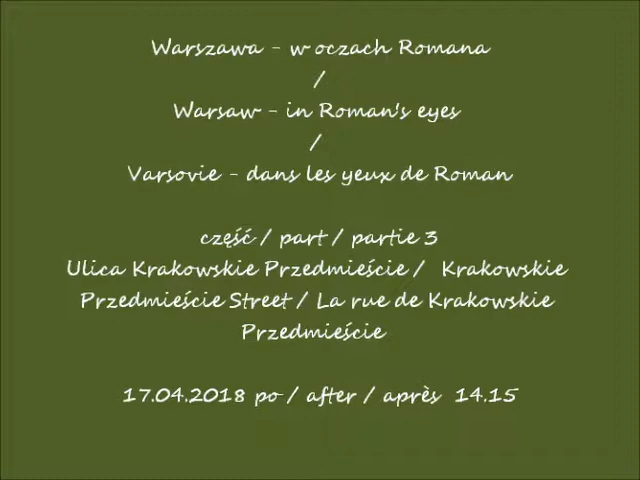 Warszawa - w oczach Romana
/
Warsaw - in Roman's eyes
/
Varsovie - dans les yeux de Roman
część / part / partie 3
Ulica Krakowskie Przedmieście / Krakowskie
Przedmieście Street / La rue de Krakowskie
Przedmieście
17.04.2018 po / after / après 14.15